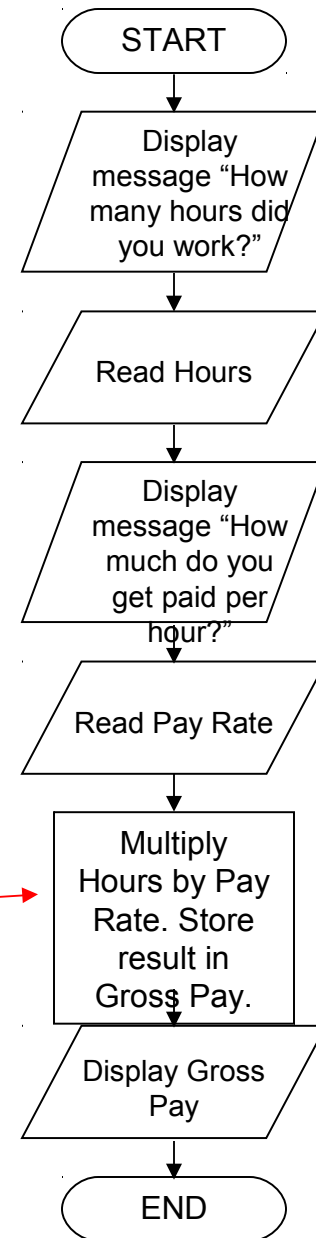 START
Display
message “How
many hours did
you work?”
Read Hours
Display
message “How
much do you
get paid per
hour?”
Read Pay Rate
Multiply
Hours by Pay
Rate. Store
result in
Gross Pay.
Display Gross
Pay
END